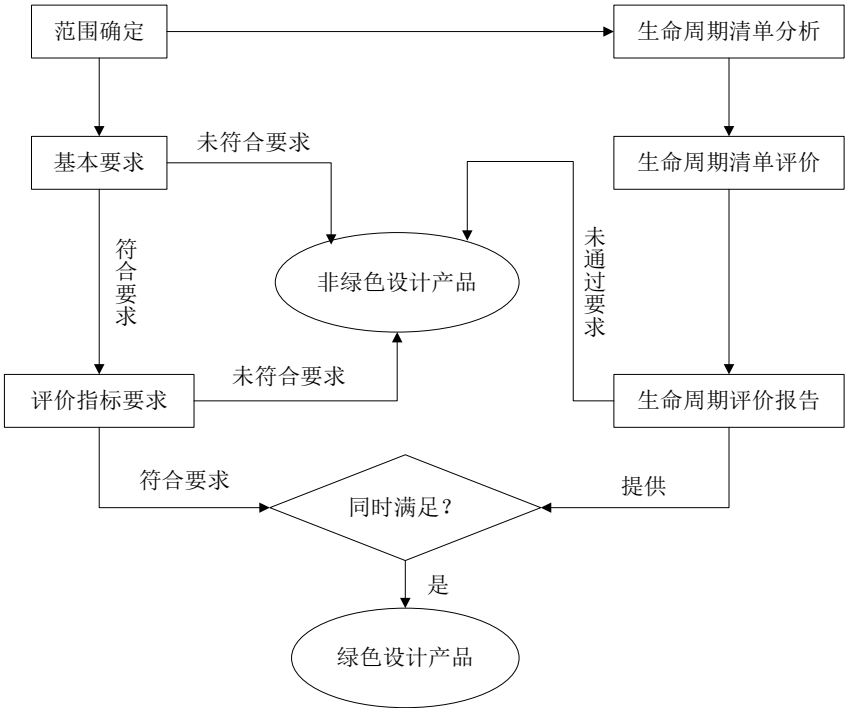 范围确定
生命周期清单分析
未符合要求
基本要求
生命周期清单评价
符合要求
未通过要求
非绿色设计产品
未符合要求
评价指标要求
生命周期评价报告
符合要求
提供
同时满足？
是
绿色设计产品